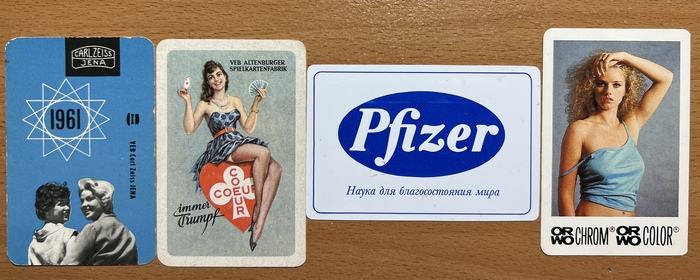 CARL ZEISS
JENA
1961
VEB Carl Zeiss JENA
VEB ALTENBURGER
SPIELKARTENFABRIK
COEUR
COEUR
immer
Trumpf
Pfizer
Наука для благосостояния мира
ORWO CHROM® ORWO COLOR®